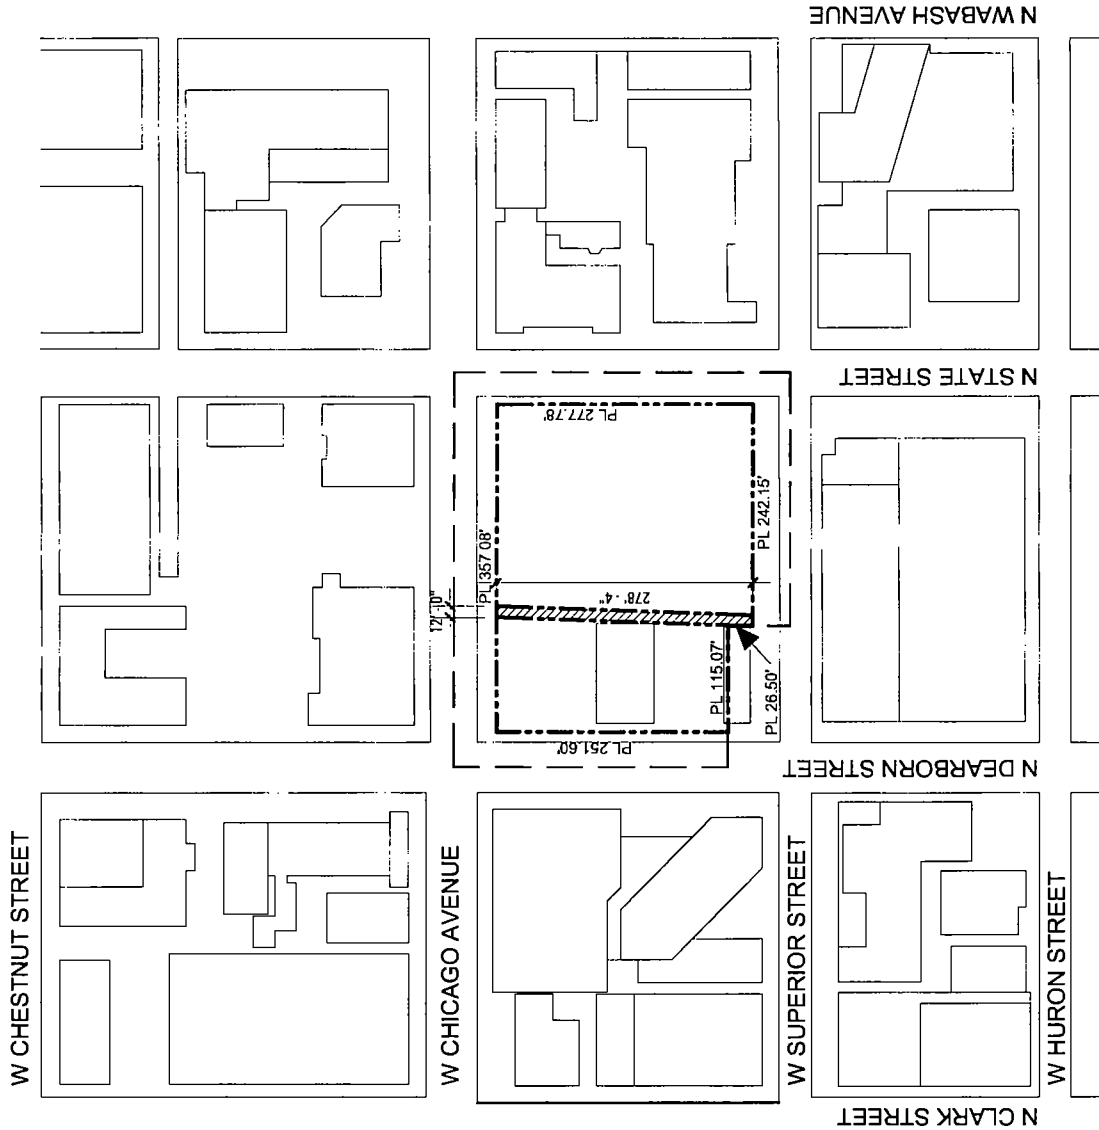 N WABASH AVENUE
N STATE STREET
PL 277.78'
PL 357 08'
PL 242.15'
12'-0"
278' - 4"
PL 115.07'
PL 26.50'
PL 251.60'
N DEARBORN STREET
W CHESTNUT STREET
W CHICAGO AVENUE
W SUPERIOR STREET
W HURON STREET
N CLARK STREET